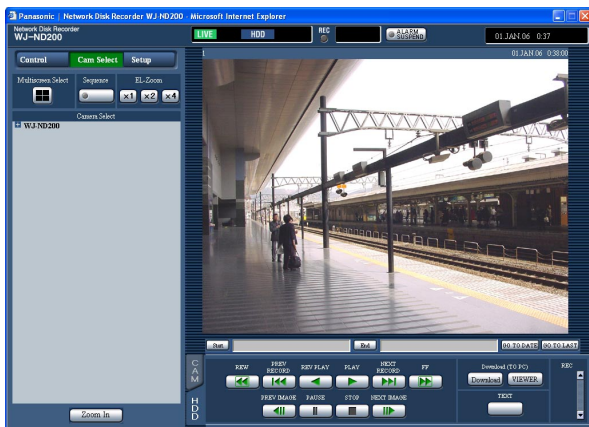 Panasonic | Network Disk Recorder WJ-ND200 - Microsoft Internet Explorer
Network Disk Recorder
WJ-ND200
LIVE HDD REC ALARM SUSPEND 01.JAN.06 0:37
Control Cam Select Setup
1 01.JAN.06 0:38:00
Multiscreen Select Sequence EL-Zoom
x1 x2 x4
Camera Select
WJ-ND200
Start End GO TO DATE GO TO LAST
CAM
HDD
REW PREV RECORD REV PLAY PLAY NEXT RECORD FF
Download (TO PC) REC
Download VIEWER
PREV IMAGE PAUSE STOP NEXT IMAGE
TEXT
Zoom In